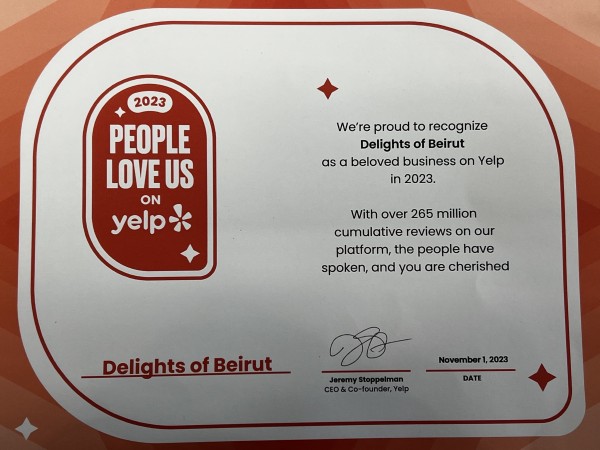 2023
PEOPLE
LOVE US
ON
yelp
We're proud to recognize
Delights of Beirut
as a beloved business on Yelp
in 2023.
With over 265 million
cumulative reviews on our
platform, the people have
spoken, and you are cherished
Delights of Beirut
Jeremy Stoppelman
CEO & Co-founder, Yelp
November 1, 2023
DATE